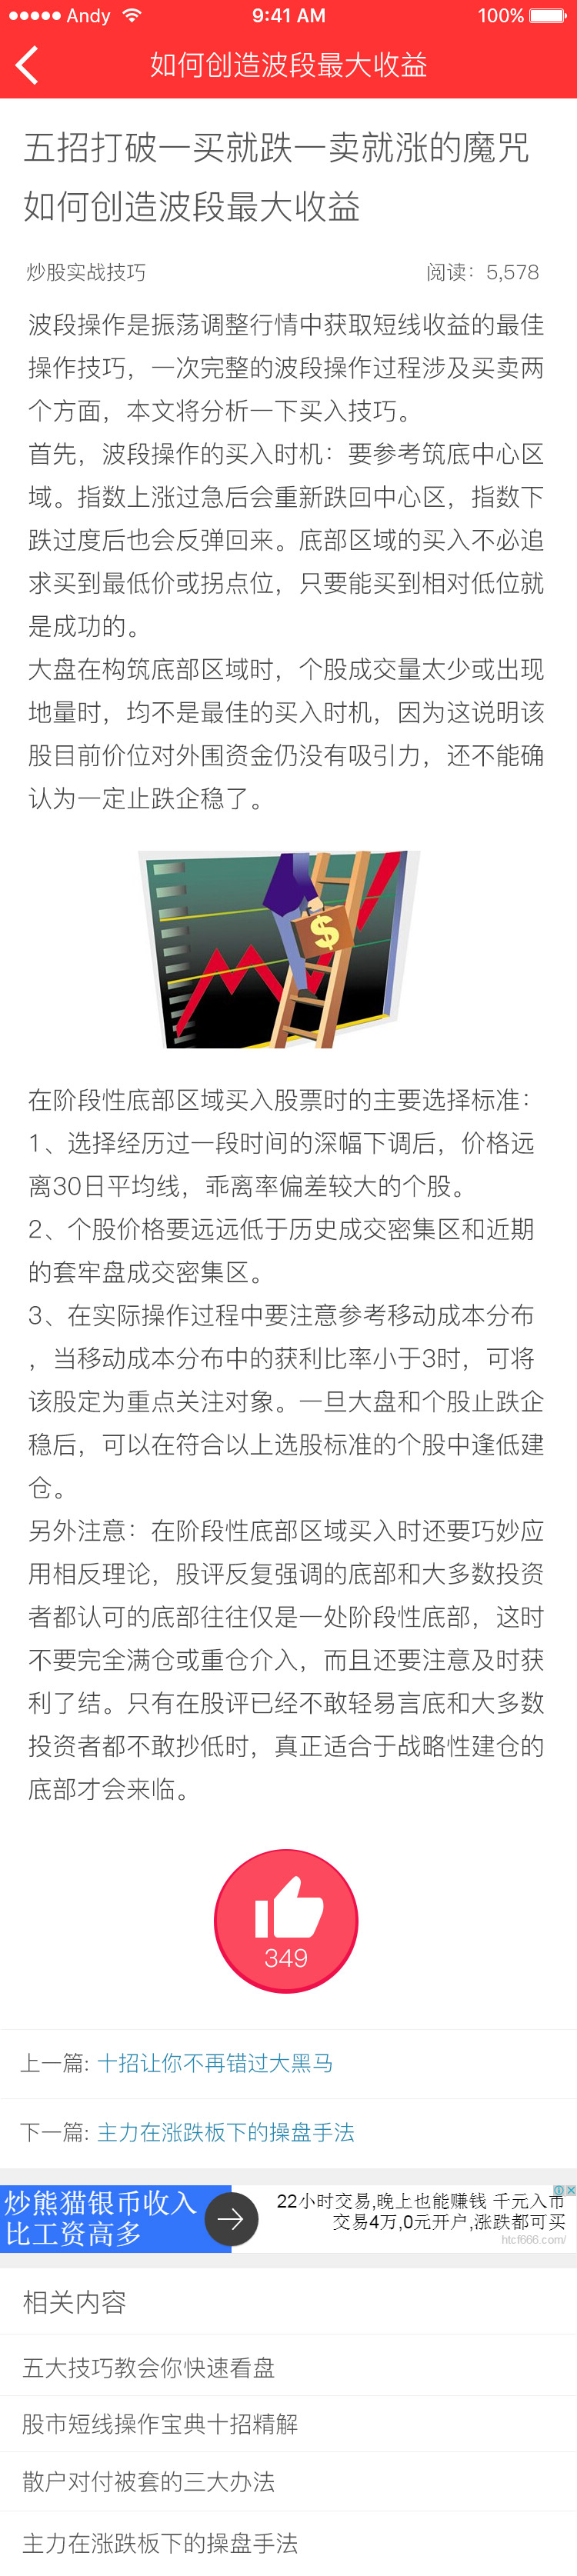 Andy 9:41 AM 100%
如何创造波段最大收益
五招打破一买就跌一卖就涨的魔咒
如何创造波段最大收益
炒股实战技巧 阅读：5,578
波段操作是振荡调整行情中获取短线收益的最佳
操作技巧，一次完整的波段操作过程涉及买卖两
个方面，本文将分析一下买入技巧。
首先，波段操作的买入时机：要参考筑底中心区
域。指数上涨过急后会重新跌回中心区，指数下
跌过度后也会反弹回来。底部区域的买入不必追
求买到最低价或拐点位，只要能买到相对低位就
是成功的。
大盘在构筑底部区域时，个股成交量太少或出现
地量时，均不是最佳的买入时机，因为这说明该
股目前价位对外围资金仍没有吸引力，还不能确
认为一定止跌企稳了。
$
在阶段性底部区域买入股票时的主要选择标准：
1、选择经历过一段时间的深幅下调后，价格远
离30日平均线，乖离率偏差较大的个股。
2、个股价格要远远低于历史成交密集区和近期
的套牢盘成交密集区。
3、在实际操作过程中要注意参考移动成本分布
，当移动成本分布中的获利比率小于3时，可将
该股定为重点关注对象。一旦大盘和个股止跌企
稳后，可以在符合以上选股标准的个股中逢低建
仓。
另外注意：在阶段性底部区域买入时还要巧妙应
用相反理论，股评反复强调的底部和大多数投资
者都认可的底部往往仅是一处阶段性底部，这时
不要完全满仓或重仓介入，而且还要注意及时获
利了结。只有在股评已经不敢轻易言底和大多数
投资者都不敢抄低时，真正适合于战略性建仓的
底部才会来临。
349
上一篇: 十招让你不再错过大黑马
下一篇: 主力在涨跌板下的操盘手法
炒熊猫银币收入
比工资高多
22小时交易,晚上也能赚钱 千元入市
交易4万,0元开户,涨跌都可买
htcf666.com/
相关内容
五大技巧教会你快速看盘
股市短线操作宝典十招精解
散户对付被套的三大办法
主力在涨跌板下的操盘手法